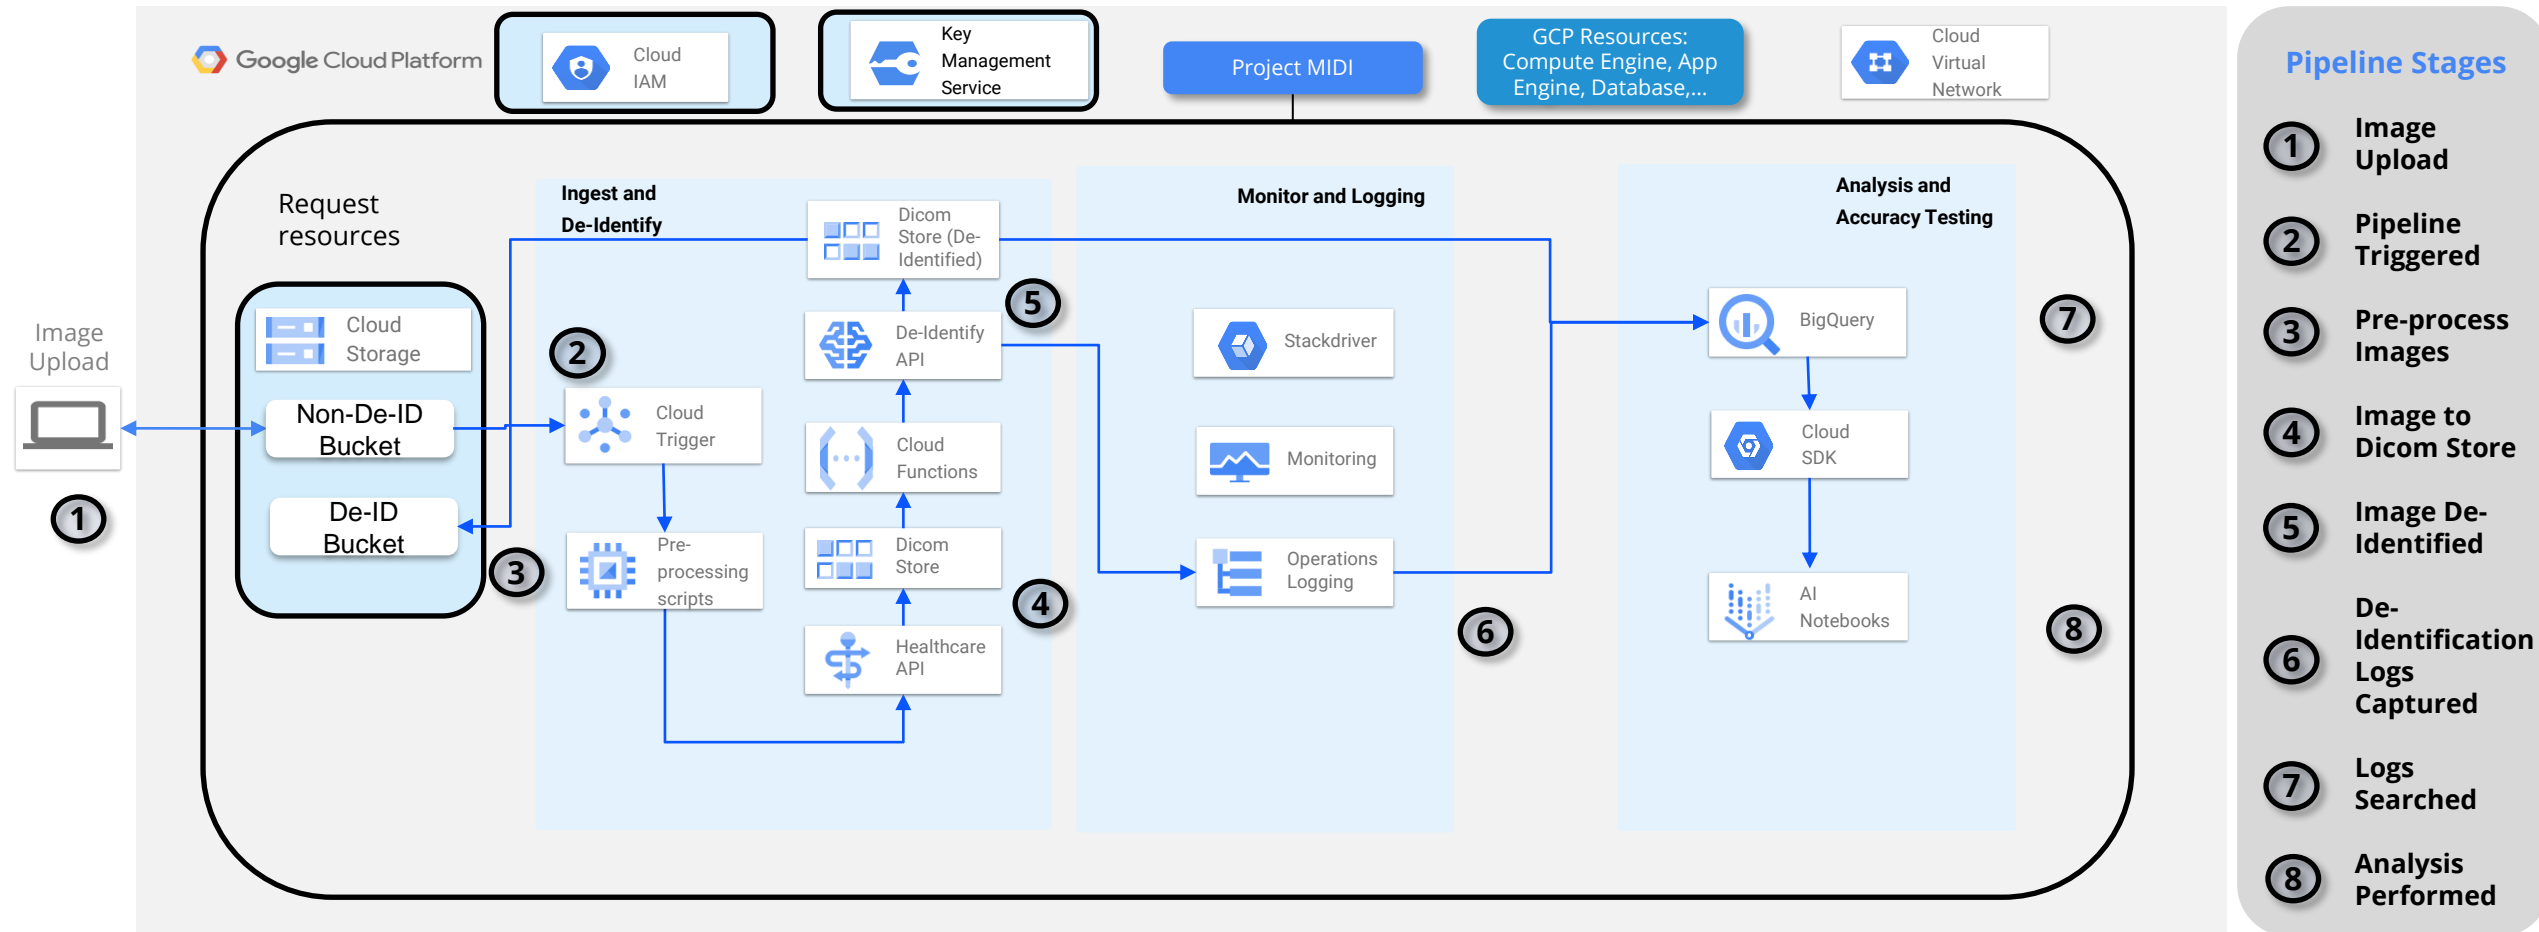 Google Cloud Platform
Cloud
IAM
Key
Management
Service
Project MIDI
GCP Resources:
Compute Engine, App
Engine, Database,...
Cloud
Virtual
Network
Request
resources
Cloud
Storage
Non-De-ID
Bucket
De-ID
Bucket
Image
Upload
1
Ingest and
De-Identify
2
Cloud
Trigger
3
Pre-
processing
scripts
Dicom
Store (De-
Identified)
5
De-Identify
API
Cloud
Functions
Dicom
Store
4
Healthcare
API
Monitor and Logging
Stackdriver
Monitoring
Operations
Logging
6
Analysis and
Accuracy Testing
BigQuery
7
Cloud
SDK
AI
Notebooks
8
Pipeline Stages
1 Image
Upload
2 Pipeline
Triggered
3 Pre-process
Images
4 Image to
Dicom Store
5 Image De-
Identified
6 De-
Identification
Logs
Captured
7 Logs
Searched
8 Analysis
Performed